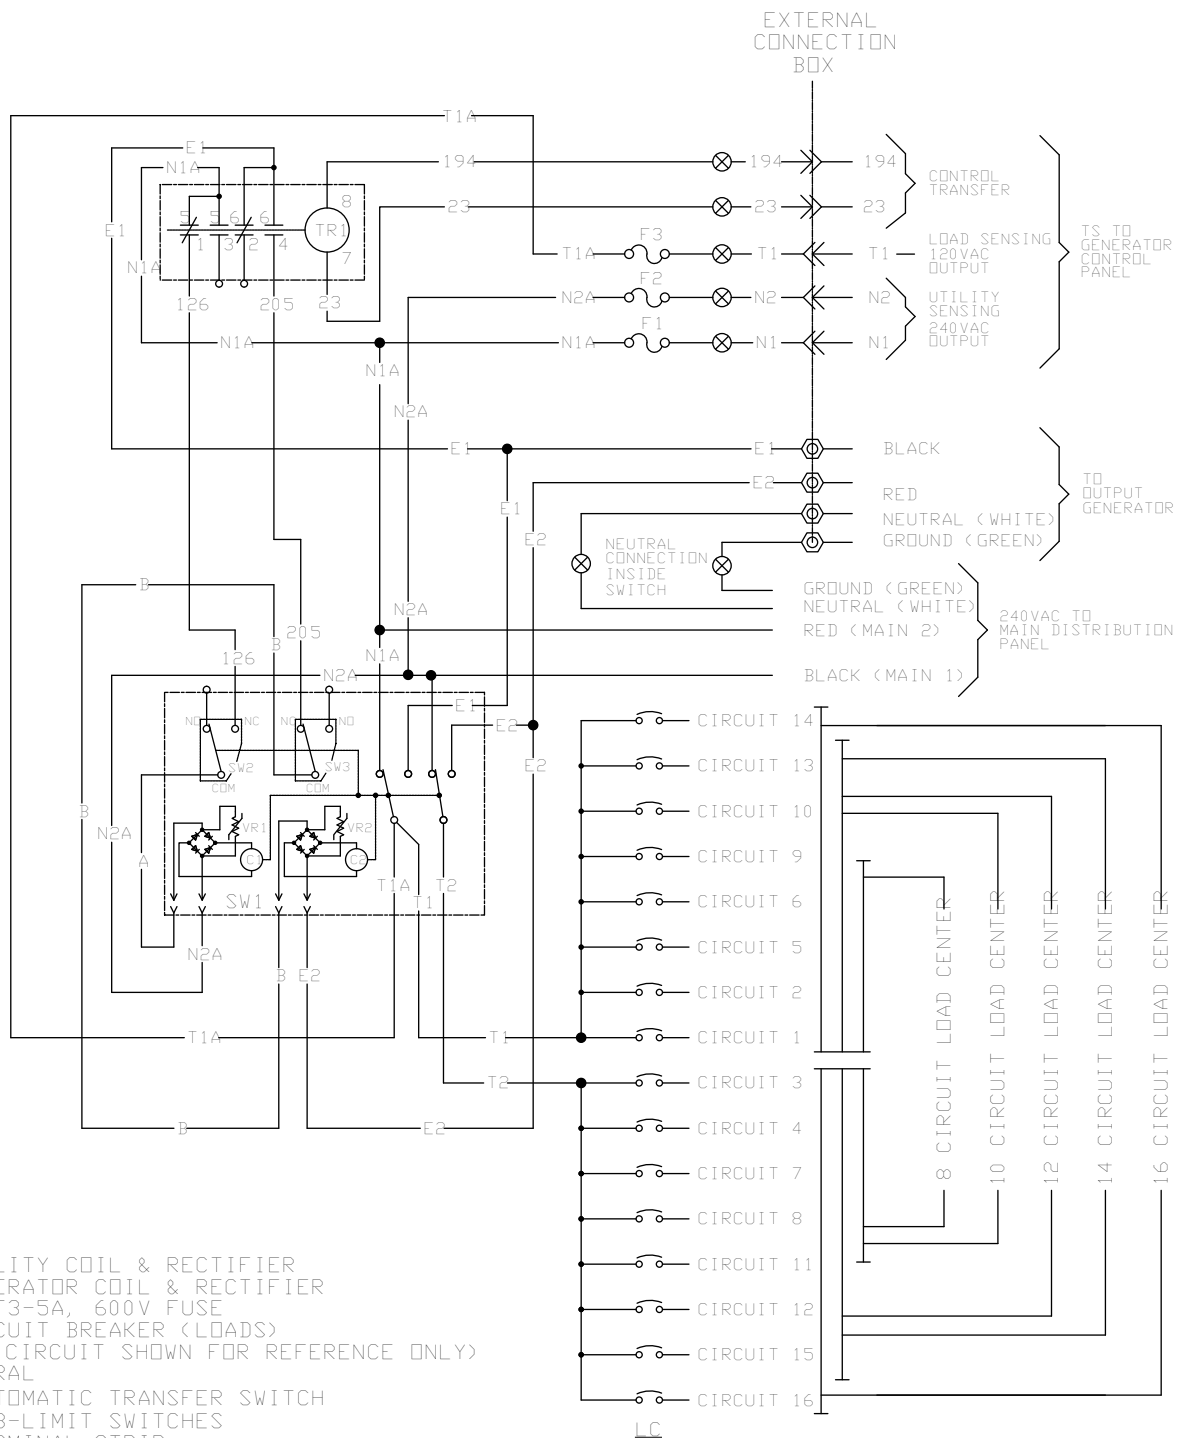 EXTERNAL
CONNECTION
BOX
T1A
E1
N1A
194
194
194
CONTROL
TRANSFER
8
5
5
6
6
TR1
1
3
2
4
7
23
23
23
E1
N1A
F3
T1A
T1
T1
LOAD SENSING
120VAC
OUTPUT
TS TO
GENERATOR
CONTROL
PANEL
126
205
23
F2
N2A
N2
N2
UTILITY
SENSING
240VAC
OUTPUT
F1
N1A
N1A
N1
N1
N1A
N2A
E1
E1
BLACK
E2
RED
TO
OUTPUT
GENERATOR
E1
NEUTRAL (WHITE)
E2
GROUND (GREEN)
NEUTRAL
CONNECTION
INSIDE
SWITCH
B
GROUND (GREEN)
NEUTRAL (WHITE)
N2A
205
B
RED (MAIN 2)
240VAC TO
MAIN DISTRIBUTION
PANEL
126
N1A
N2A
BLACK (MAIN 1)
E1
NO
NC
NC
NO
E2
SW2
SW3
COM
COM
E2
B
N2A
A
VR1
VR2
C1
C2
T1A
T2
T1
SW1
N2A
B
E2
T1A
T1
T2
B
E2
CIRCUIT 14
CIRCUIT 13
CIRCUIT 10
CIRCUIT 9
CIRCUIT 6
CIRCUIT 5
CIRCUIT 2
CIRCUIT 1
CIRCUIT 3
CIRCUIT 4
CIRCUIT 7
CIRCUIT 8
CIRCUIT 11
CIRCUIT 12
CIRCUIT 15
CIRCUIT 16
LC
8 CIRCUIT LOAD CENTER
10 CIRCUIT LOAD CENTER
12 CIRCUIT LOAD CENTER
14 CIRCUIT LOAD CENTER
16 CIRCUIT LOAD CENTER
LITY COIL & RECTIFIER
ERATOR COIL & RECTIFIER
F3-5A, 600V FUSE
CUIT BREAKER (LOADS)
CIRCUIT SHOWN FOR REFERENCE ONLY)
RAL
TOMATIC TRANSFER SWITCH
3-LIMIT SWITCHES